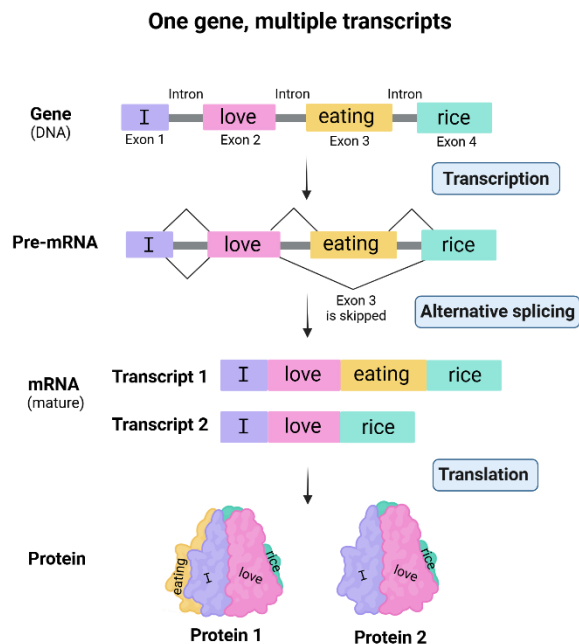 One gene, multiple transcripts
Intron Intron Intron
Gene
(DNA)
I love eating rice
Exon 1 Exon 2 Exon 3 Exon 4
Transcription
Pre-mRNA
I love eating rice
Exon 3
is skipped
Alternative splicing
mRNA
(mature)
Transcript 1 I love eating rice
Transcript 2 I love rice
Translation
Protein
eating I love rice
I love rice
Protein 1 Protein 2